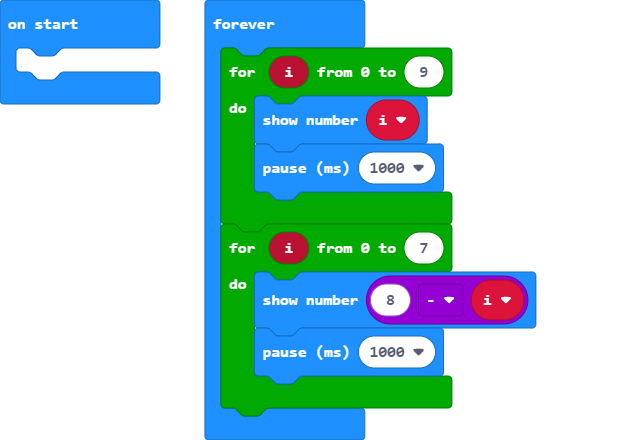 on start
forever
for i from 0 to 9
do
show number i
pause (ms) 1000
for i from 0 to 7
do
show number 8 - i
pause (ms) 1000